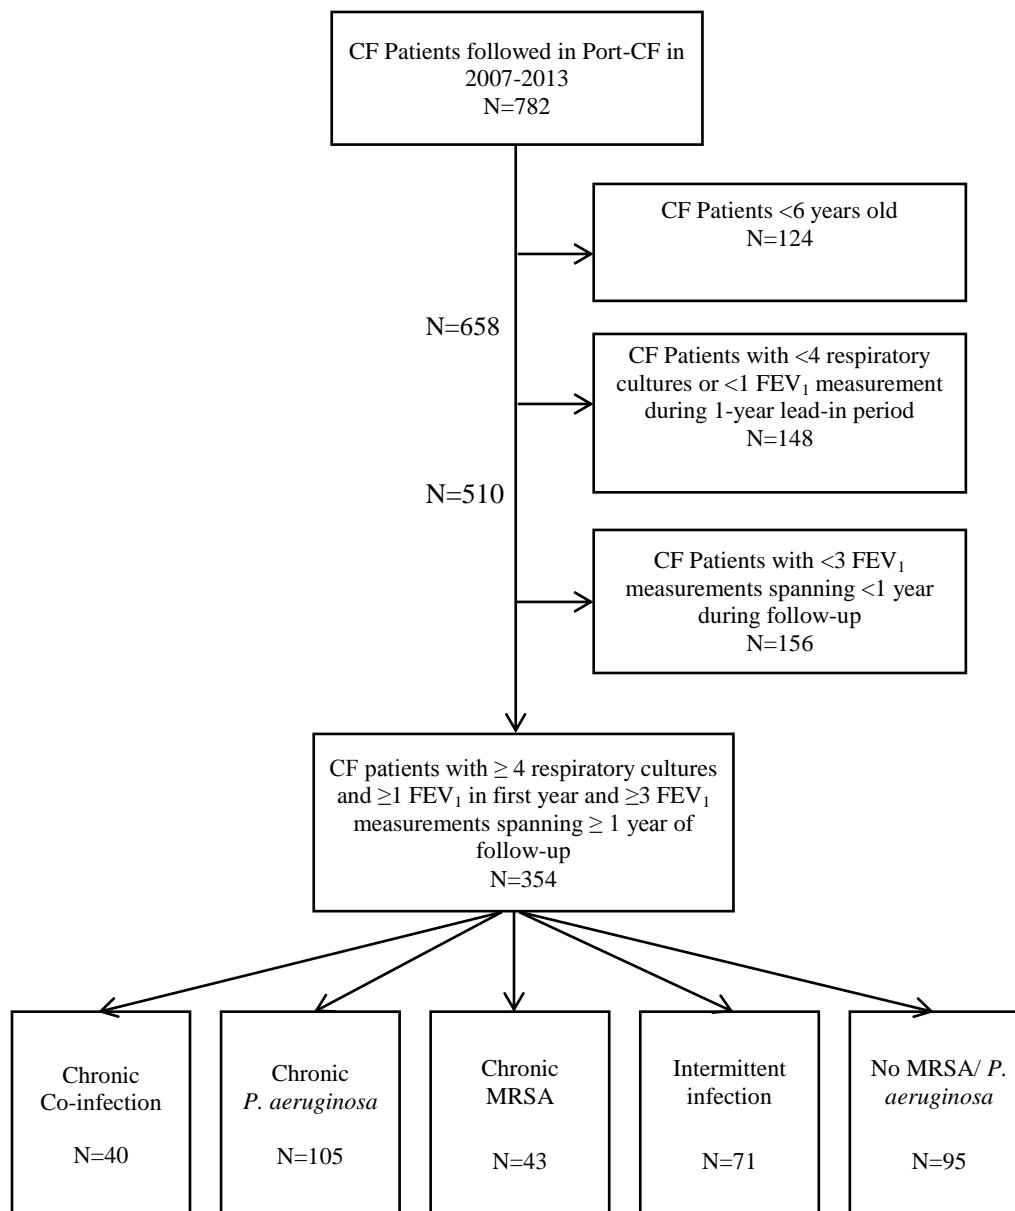 CF Patients followed in Port-CF in
2007-2013
N=782
CF Patients <6 years old
N=124
N=658
CF Patients with <4 respiratory
cultures or <1 FEV₁ measurement
during 1-year lead-in period
N=148
N=510
CF Patients with <3 FEV₁
measurements spanning <1 year
during follow-up
N=156
CF patients with ≥ 4 respiratory cultures
and ≥1 FEV₁ in first year and ≥3 FEV₁
measurements spanning ≥ 1 year of
follow-up
N=354
Chronic
Co-infection
N=40
Chronic
P. aeruginosa
N=105
Chronic
MRSA
N=43
Intermittent
infection
N=71
No MRSA/ P.
aeruginosa
N=95